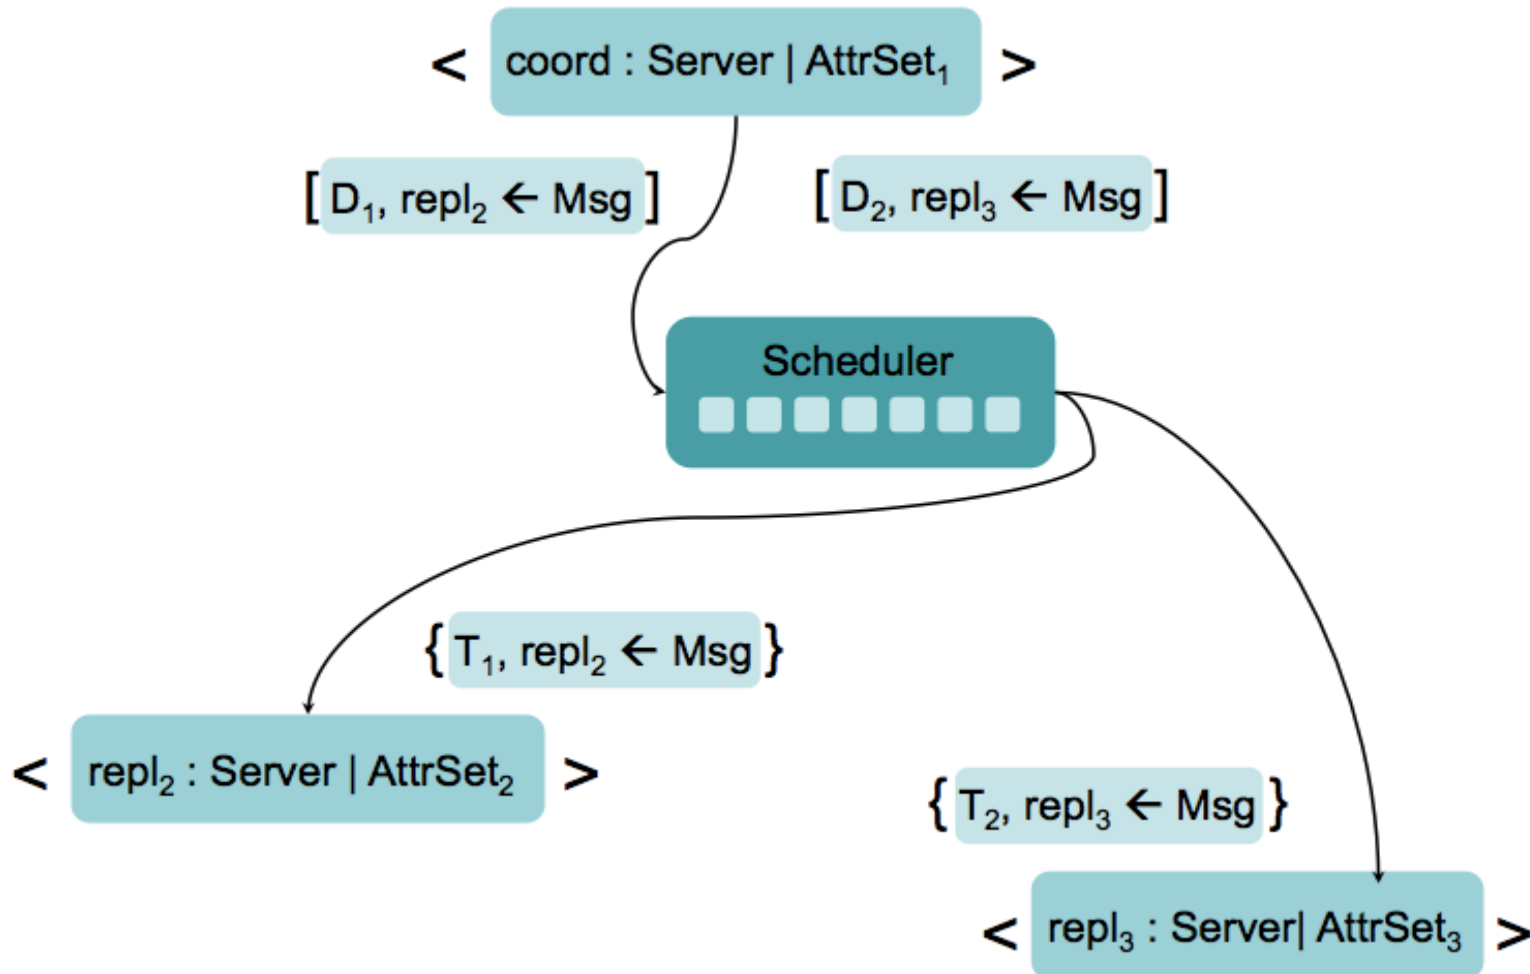 < coord : Server | AttrSet₁ >
[ D₁, repl₂ ← Msg ]
[ D₂, repl₃ ← Msg ]
Scheduler
{ T₁, repl₂ ← Msg }
< repl₂ : Server | AttrSet₂ >
{ T₂, repl₃ ← Msg }
< repl₃ : Server| AttrSet₃ >